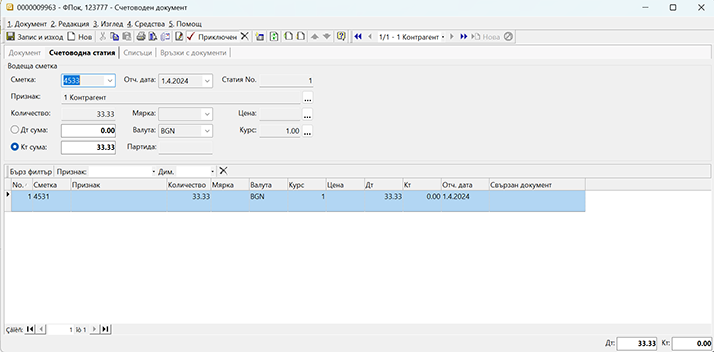 0000009963 - ФПок, 123777 - Счетоводен документ
1. Документ 2. Редакция 3. Изглед 4. Средства 5. Помощ
Запис и изход Нов Приключен 1/1 - 1 Контрагент Нова
Документ Счетоводна статия Списъци Връзки с документи
Водеща сметка
Сметка: 4533 Отч. дата: 1.4.2024 Статия No. 1
Признак: 1 Контрагент ...
Количество: 33.33 Мярка: Цена: ...
Дт сума: 0.00 Валута: BGN Курс: 1.00 ...
Кт сума: 33.33 Партида:
Бърз филтър Признак: Дим.
No. Сметка Признак Количество Мярка Валута Курс Цена Дт Кт Отч. дата Свързан документ
1 4531 33.33 BGN 1 33.33 0.00 1.4.2024
Çàïèñ: 1 îò 1
Дт: 33.33 Кт: 0.00